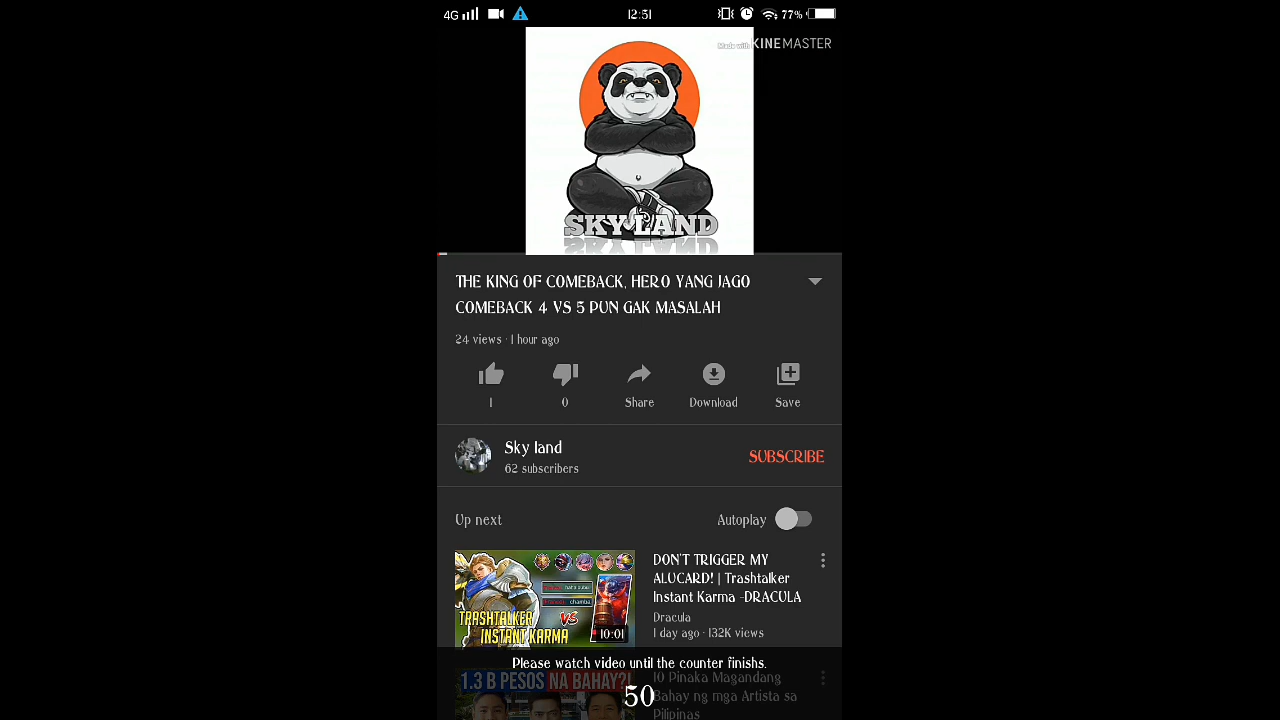 4G
12:51
77%
Made with KINEMASTER
SKY LAND
THE KING OF COMEBACK, HERO YANG JAGO
COMEBACK 4 VS 5 PUN GAK MASALAH
24 views · 1 hour ago
1
0
Share
Download
Save
Sky land
62 subscribers
SUBSCRIBE
Up next
Autoplay
TRASHTALKER
VS
INSTANT KARMA
chamba
10:01
DON'T TRIGGER MY
ALUCARD! | Trashtalker
Instant Karma -DRACULA
Dracula
1 day ago · 132K views
Please watch video until the counter finishs.
50
1.3 B PESOS NA BAHAY?!
10 Pinaka Magandang
Bahay ng mga Artista sa
Pilipinas